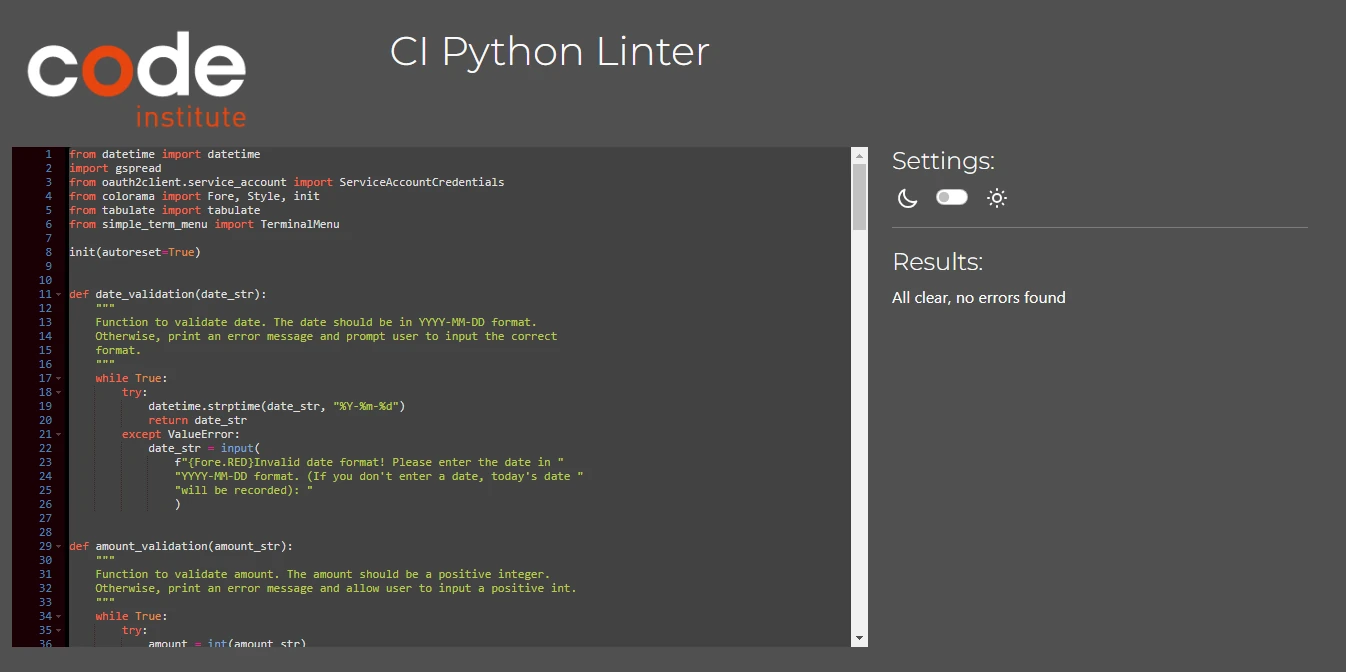 code
institute
CI Python Linter
1 from datetime import datetime
2 import gspread
3 from oauth2client.service_account import ServiceAccountCredentials
4 from colorama import Fore, Style, init
5 from tabulate import tabulate
6 from simple_term_menu import TerminalMenu
7
8 init(autoreset=True)
9
10
11 def date_validation(date_str):
12     """
13     Function to validate date. The date should be in YYYY-MM-DD format.
14     Otherwise, print an error message and prompt user to input the correct
15     format.
16     """
17     while True:
18         try:
19             datetime.strptime(date_str, "%Y-%m-%d")
20             return date_str
21         except ValueError:
22             date_str = input(
23                 f"{Fore.RED}Invalid date format! Please enter the date in "
24                 "YYYY-MM-DD format. (If you don't enter a date, today's date "
25                 "will be recorded): "
26                 )
27
28
29 def amount_validation(amount_str):
30     """
31     Function to validate amount. The amount should be a positive integer.
32     Otherwise, print an error message and allow user to input a positive int.
33     """
34     while True:
35         try:
36             amount = int(amount_str)
Settings:
Results:
All clear, no errors found